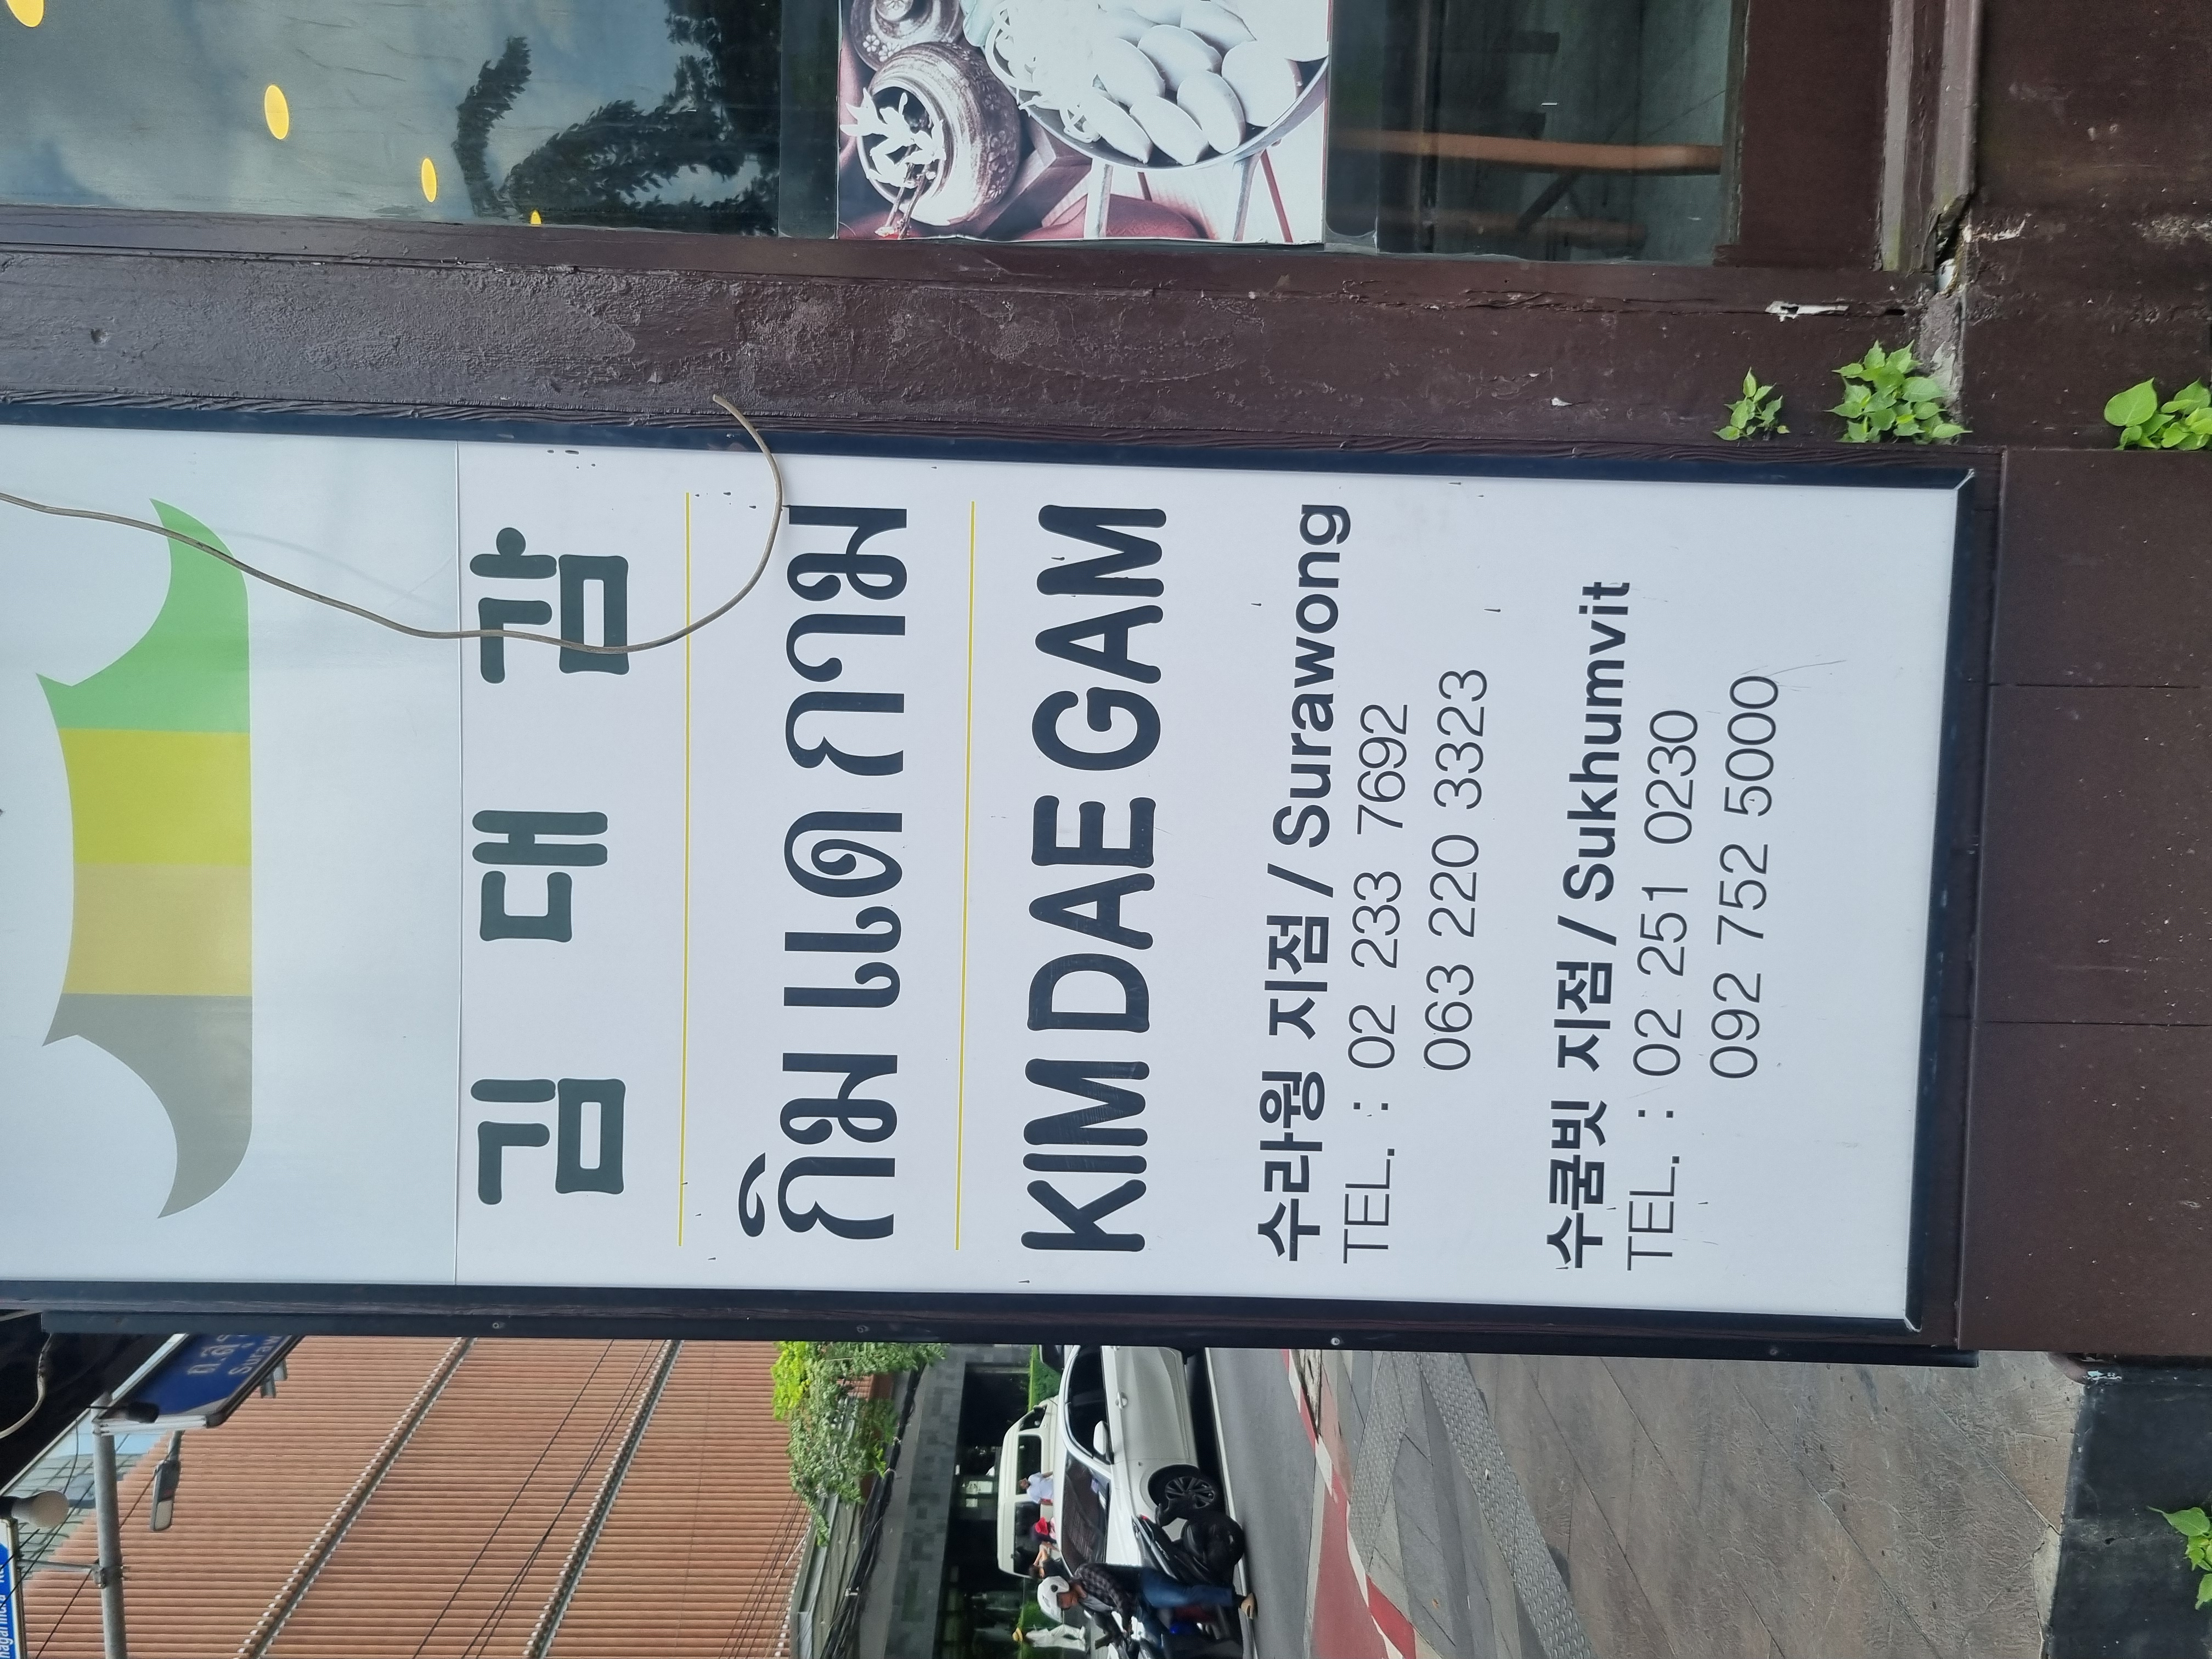 김 대 감
กิม แด กาม
KIM DAE GAM
수라웡 지점 / Surawong
TEL. : 02 233 7692
063 220 3323
수쿰빗 지점 / Sukhumvit
TEL. : 02 251 0230
092 752 5000